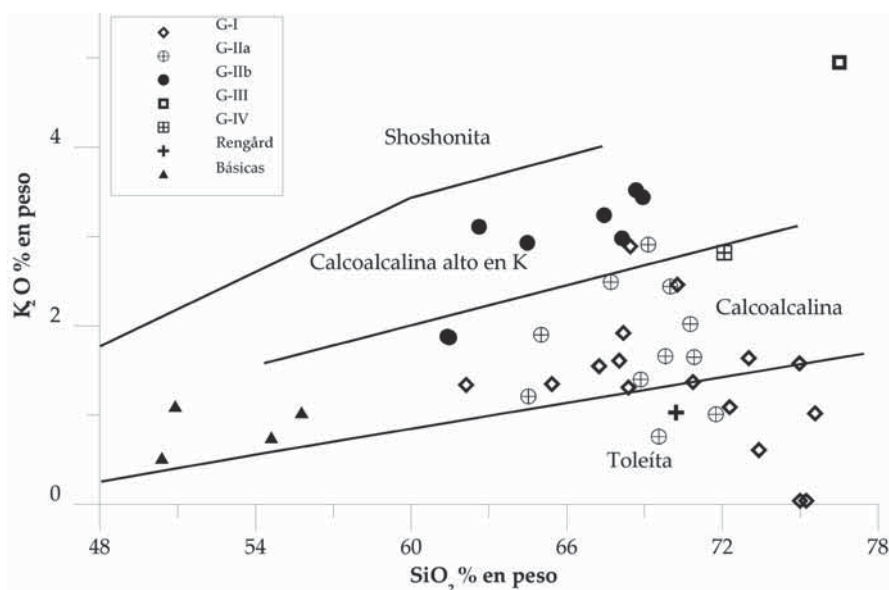 G-I
G-IIa
G-IIb
G-III
G-IV
Rengård
Básicas
Shoshonita
Calcoalcalina alto en K
Calcoalcalina
Toleíta
K₂O % en peso
4
2
0
48
54
60
66
72
78
SiO₂ % en peso